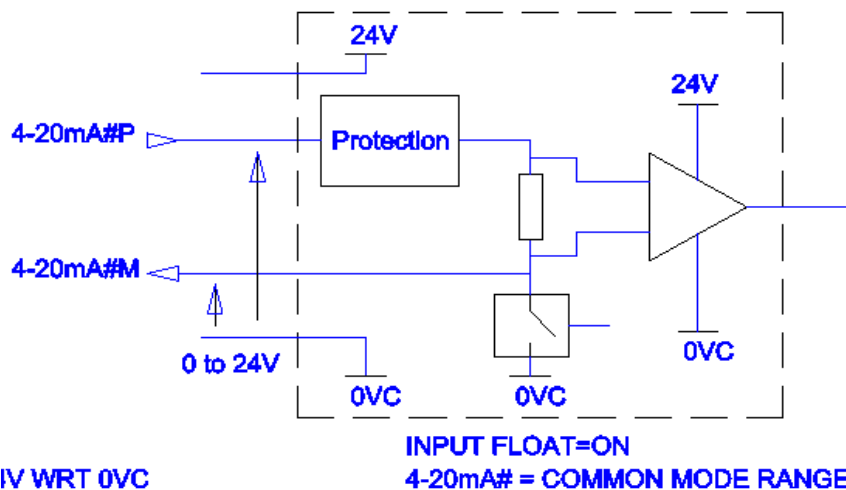 24V
24V
4-20mA#P
Protection
4-20mA#M
0 to 24V
0VC
0VC
0VC
INPUT FLOAT=ON
V WRT 0VC
4-20mA# = COMMON MODE RANGE